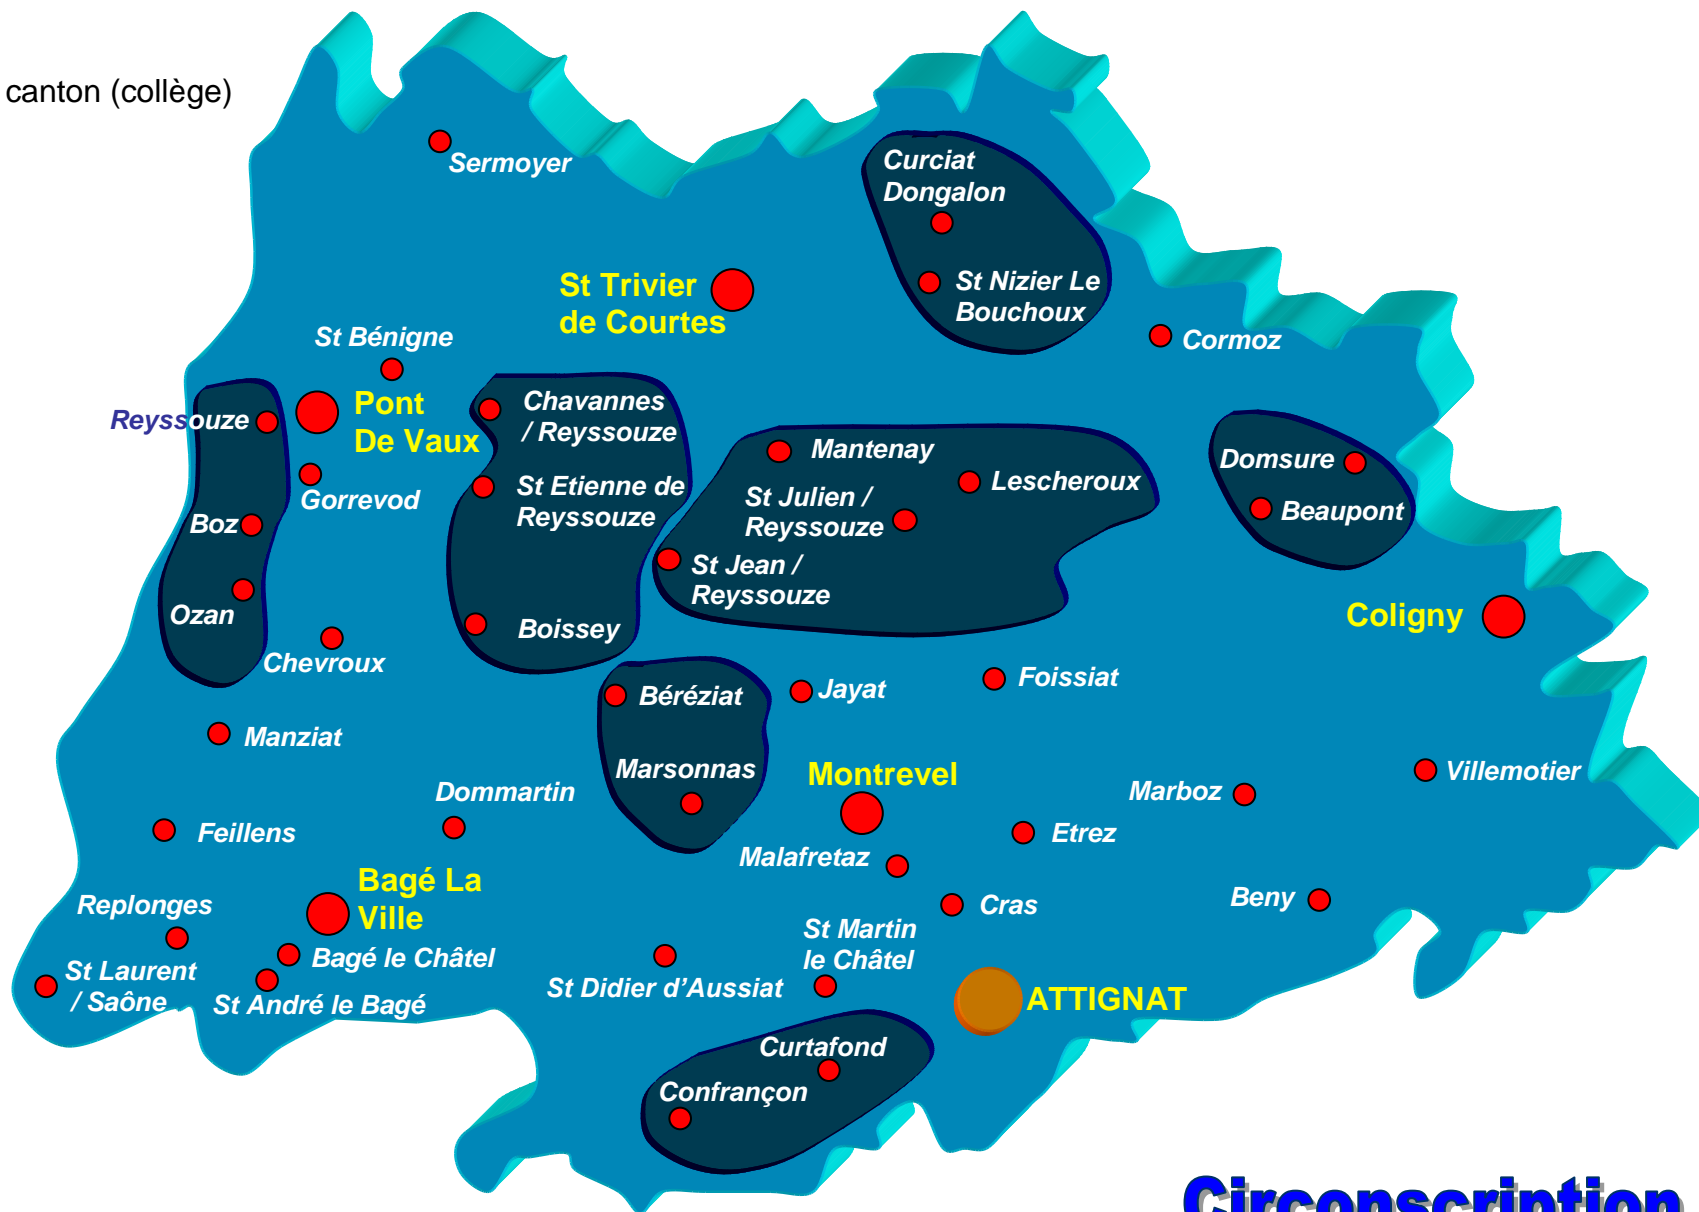 canton (collège)
Sermoyer
Curciat
Dongalon
St Nizier Le
Bouchoux
St Trivier
de Courtes
Cormoz
St Bénigne
Pont
De Vaux
Reyssouze
Gorrevod
Boz
Ozan
Chevroux
Chavannes
/ Reyssouze
St Etienne de
Reyssouze
Boissey
Mantenay
Lescheroux
St Julien /
Reyssouze
St Jean /
Reyssouze
Domsure
Beaupont
Coligny
Béréziat
Marsonnas
Jayat
Foissiat
Manziat
Montrevel
Villemotier
Marboz
Dommartin
Feillens
Etrez
Malafretaz
Bagé La
Ville
Cras
Beny
Replonges
St Martin
le Châtel
Bagé le Châtel
St Laurent
/ Saône
St André le Bagé
St Didier d’Aussiat
ATTIGNAT
Curtafond
Confrançon
Circonscription